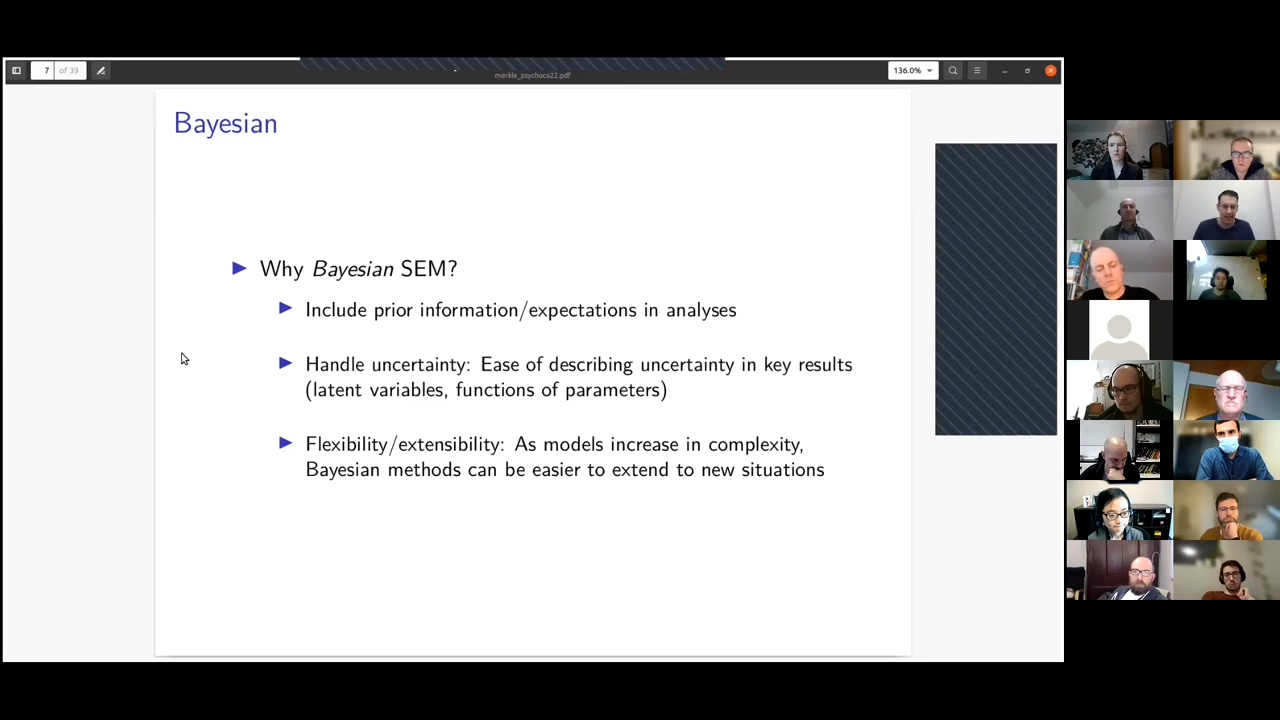 7 of 39
merkle_psychoco22.pdf
136.0%
Bayesian
Why Bayesian SEM?
Include prior information/expectations in analyses
Handle uncertainty: Ease of describing uncertainty in key results
(latent variables, functions of parameters)
Flexibility/extensibility: As models increase in complexity,
Bayesian methods can be easier to extend to new situations